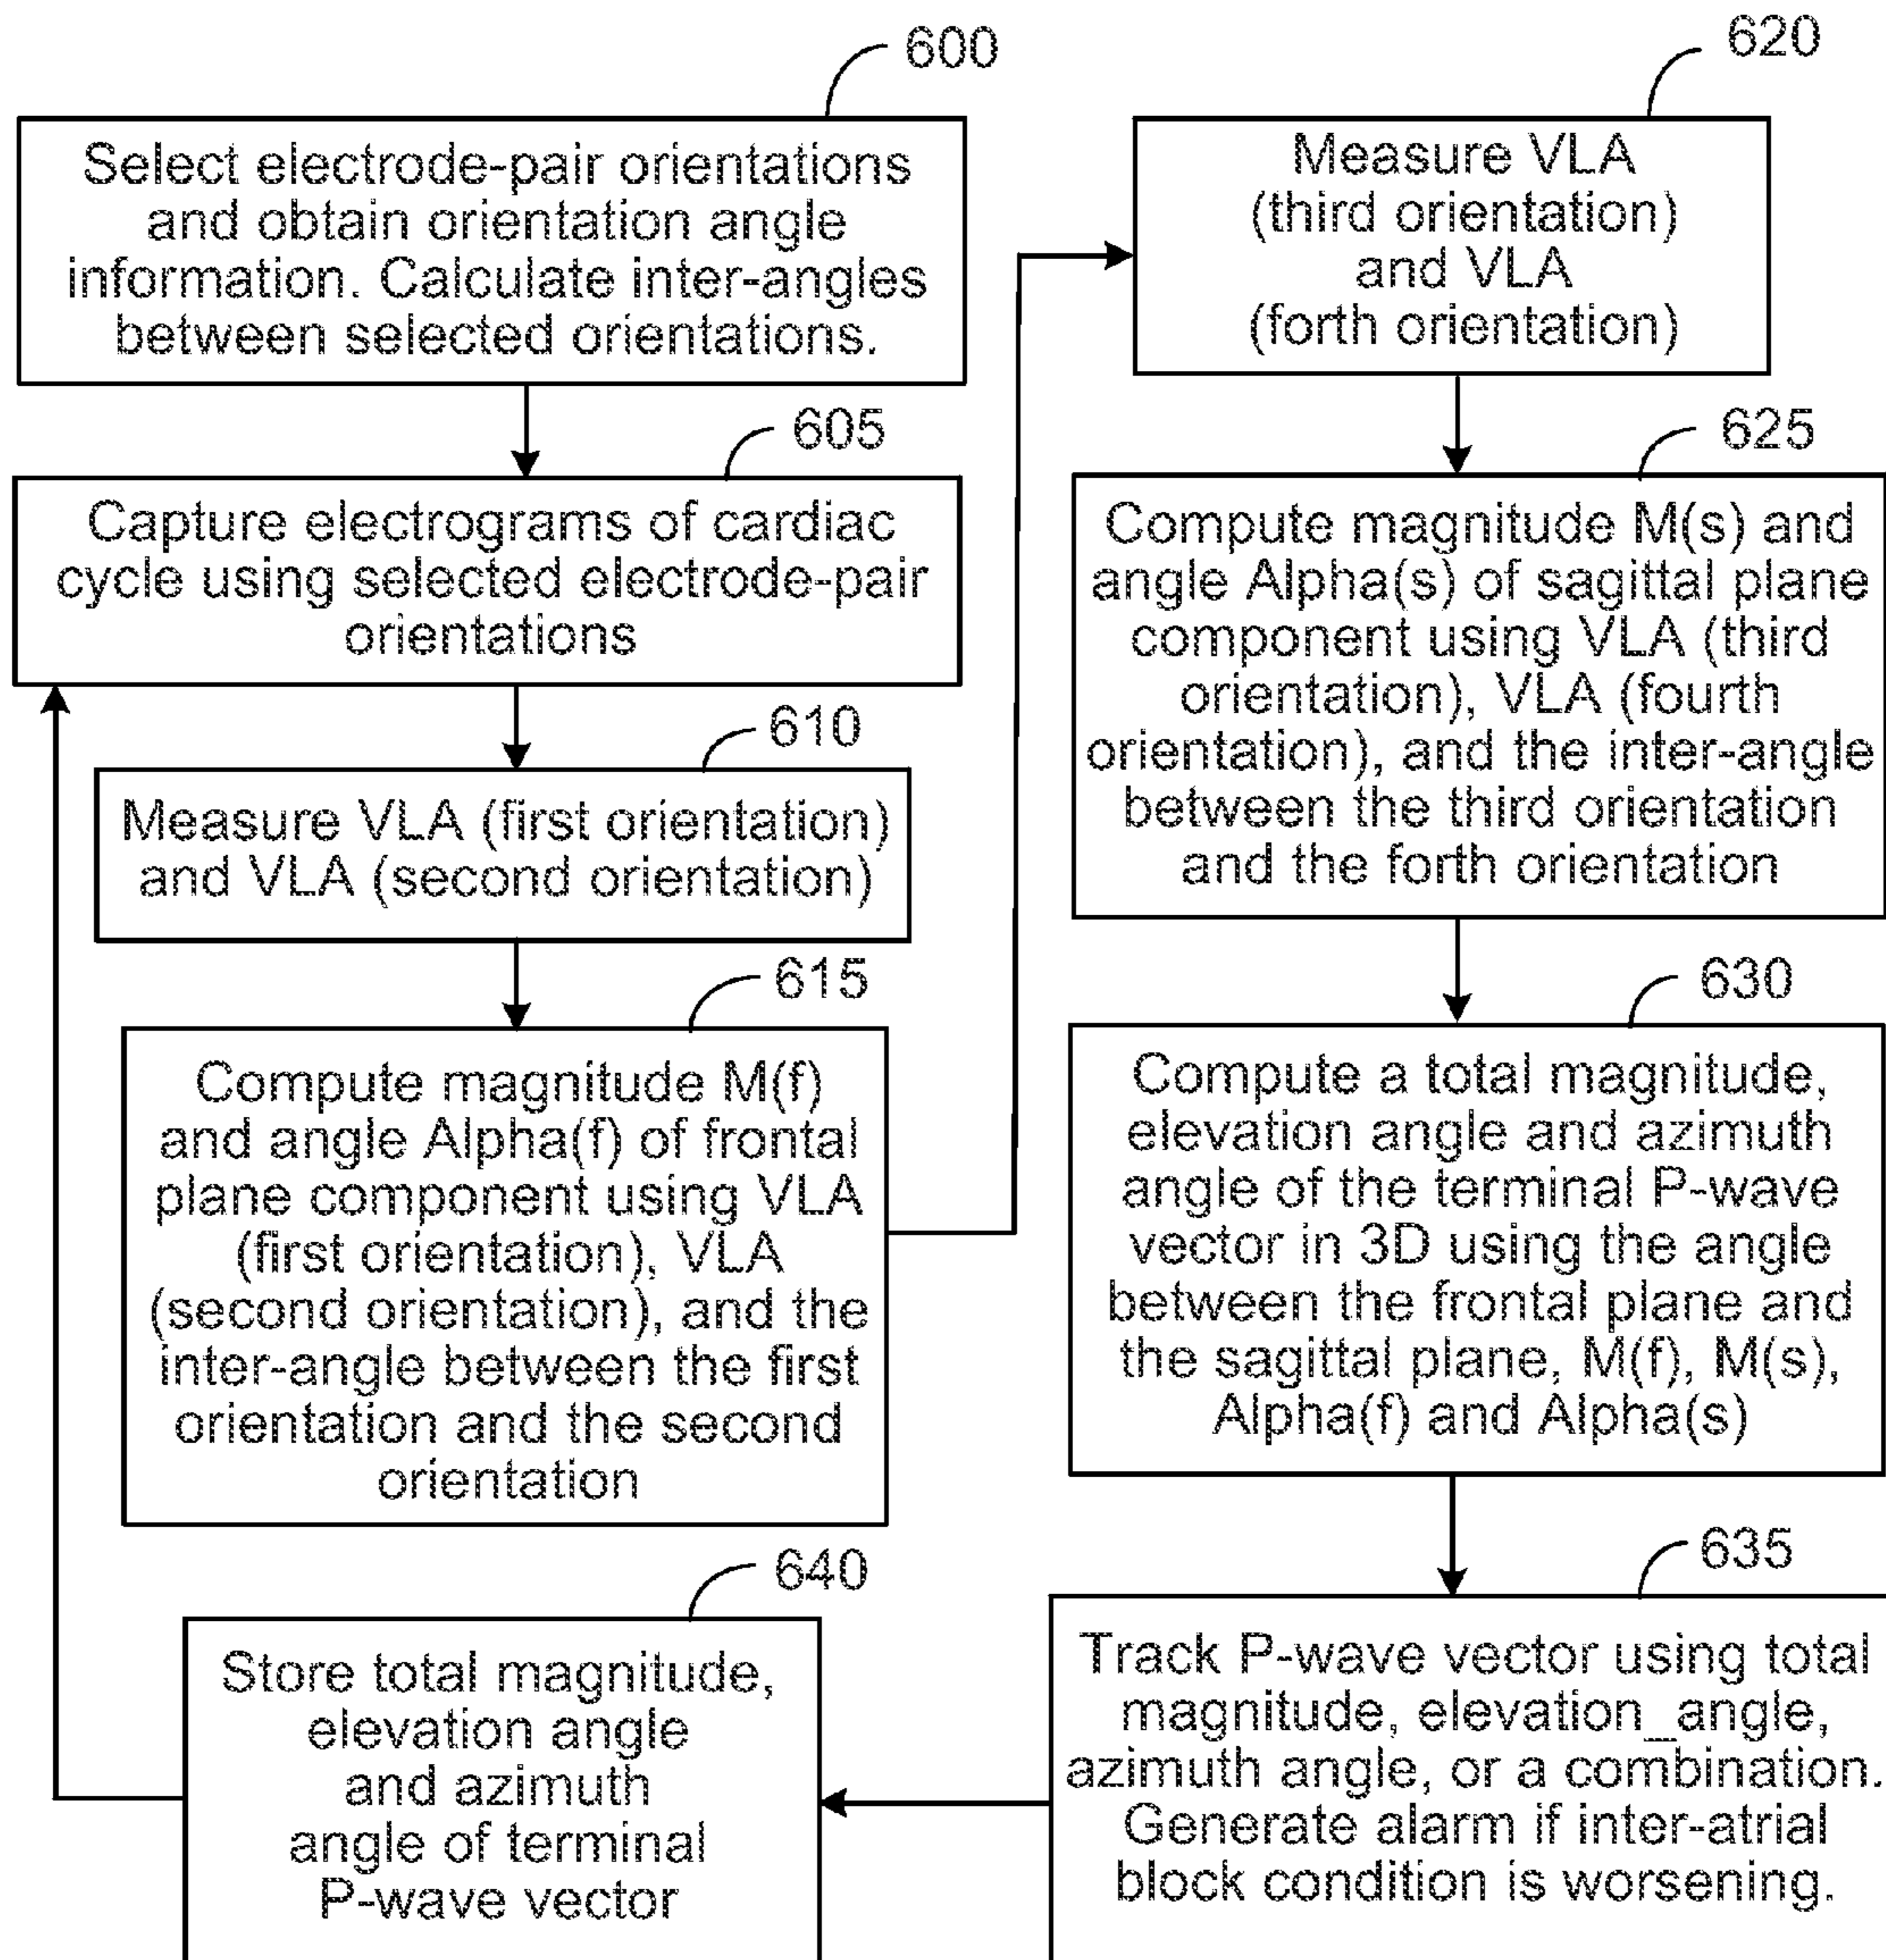 600
Select electrode-pair orientations
and obtain orientation angle
information. Calculate inter-angles
between selected orientations.
605
Capture electrograms of cardiac
cycle using selected electrode-pair
orientations
610
Measure VLA (first orientation)
and VLA (second orientation)
615
Compute magnitude M(f)
and angle Alpha(f) of frontal
plane component using VLA
(first orientation), VLA
(second orientation), and the
inter-angle between the first
orientation and the second
orientation
620
Measure VLA
(third orientation)
and VLA
(forth orientation)
625
Compute magnitude M(s) and
angle Alpha(s) of sagittal plane
component using VLA (third
orientation), VLA (fourth
orientation), and the inter-angle
between the third orientation
and the forth orientation
630
Compute a total magnitude,
elevation angle and azimuth
angle of the terminal P-wave
vector in 3D using the angle
between the frontal plane and
the sagittal plane, M(f), M(s),
Alpha(f) and Alpha(s)
635
Track P-wave vector using total
magnitude, elevation_angle,
azimuth angle, or a combination.
Generate alarm if inter-atrial
block condition is worsening.
640
Store total magnitude,
elevation angle
and azimuth
angle of terminal
P-wave vector